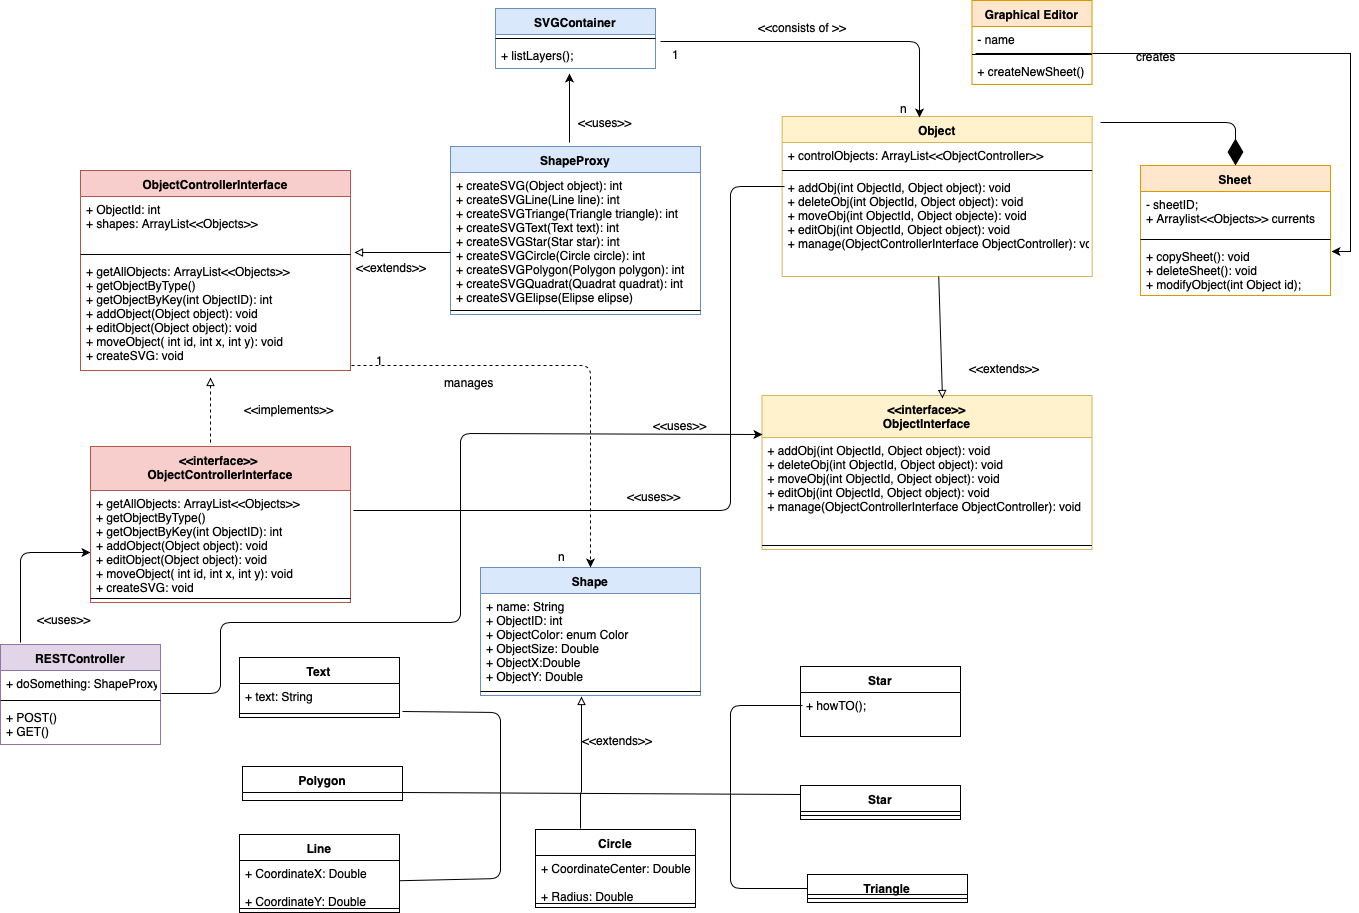 SVGContainer
+ listLayers();
<<consists of >>
1
n
Graphical Editor
- name
+ createNewSheet()
creates
<<uses>>
ShapeProxy
+ createSVG(Object object): int
+ createSVGLine(Line line): int
+ createSVGTriange(Triangle triangle): int
+ createSVGText(Text text): int
+ createSVGStar(Star star): int
+ createSVGCircle(Circle circle): int
+ createSVGPolygon(Polygon polygon): int
+ createSVGQuadrat(Quadrat quadrat): int
+ createSVGElipse(Elipse elipse)
Object
+ controlObjects: ArrayList<<ObjectController>>
+ addObj(int ObjectId, Object object): void
+ deleteObj(int ObjectId, Object object): void
+ moveObj(int ObjectId, Object objecte): void
+ editObj(int ObjectId, Object object): void
+ manage(ObjectControllerInterface ObjectController): vc
Sheet
- sheetID;
+ Arraylist<<Objects>> currents
+ copySheet(): void
+ deleteSheet(): void
+ modifyObject(int Object id);
ObjectControllerInterface
+ ObjectId: int
+ shapes: ArrayList<<Objects>>
+ getAllObjects: ArrayList<<Objects>>
+ getObjectByType()
+ getObjectByKey(int ObjectID): int
+ addObject(Object object): void
+ editObject(Object object): void
+ moveObject( int id, int x, int y): void
+ createSVG: void
<<extends>>
1
manages
n
<<implements>>
<<extends>>
<<interface>>
ObjectInterface
+ addObj(int ObjectId, Object object): void
+ deleteObj(int ObjectId, Object object): void
+ moveObj(int ObjectId, Object object): void
+ editObj(int ObjectId, Object object): void
+ manage(ObjectControllerInterface ObjectController): void
<<uses>>
<<uses>>
<<interface>>
ObjectControllerInterface
+ getAllObjects: ArrayList<<Objects>>
+ getObjectByType()
+ getObjectByKey(int ObjectID): int
+ addObject(Object object): void
+ editObject(Object object): void
+ moveObject( int id, int x, int y): void
+ createSVG: void
<<uses>>
RESTController
+ doSomething: ShapeProxy
+ POST()
+ GET()
Shape
+ name: String
+ ObjectID: int
+ ObjectColor: enum Color
+ ObjectSize: Double
+ ObjectX:Double
+ ObjectY: Double
<<extends>>
Text
+ text: String
Polygon
Line
+ CoordinateX: Double
+ CoordinateY: Double
Circle
+ CoordinateCenter: Double
+ Radius: Double
Star
+ howTO();
Star
Triangle